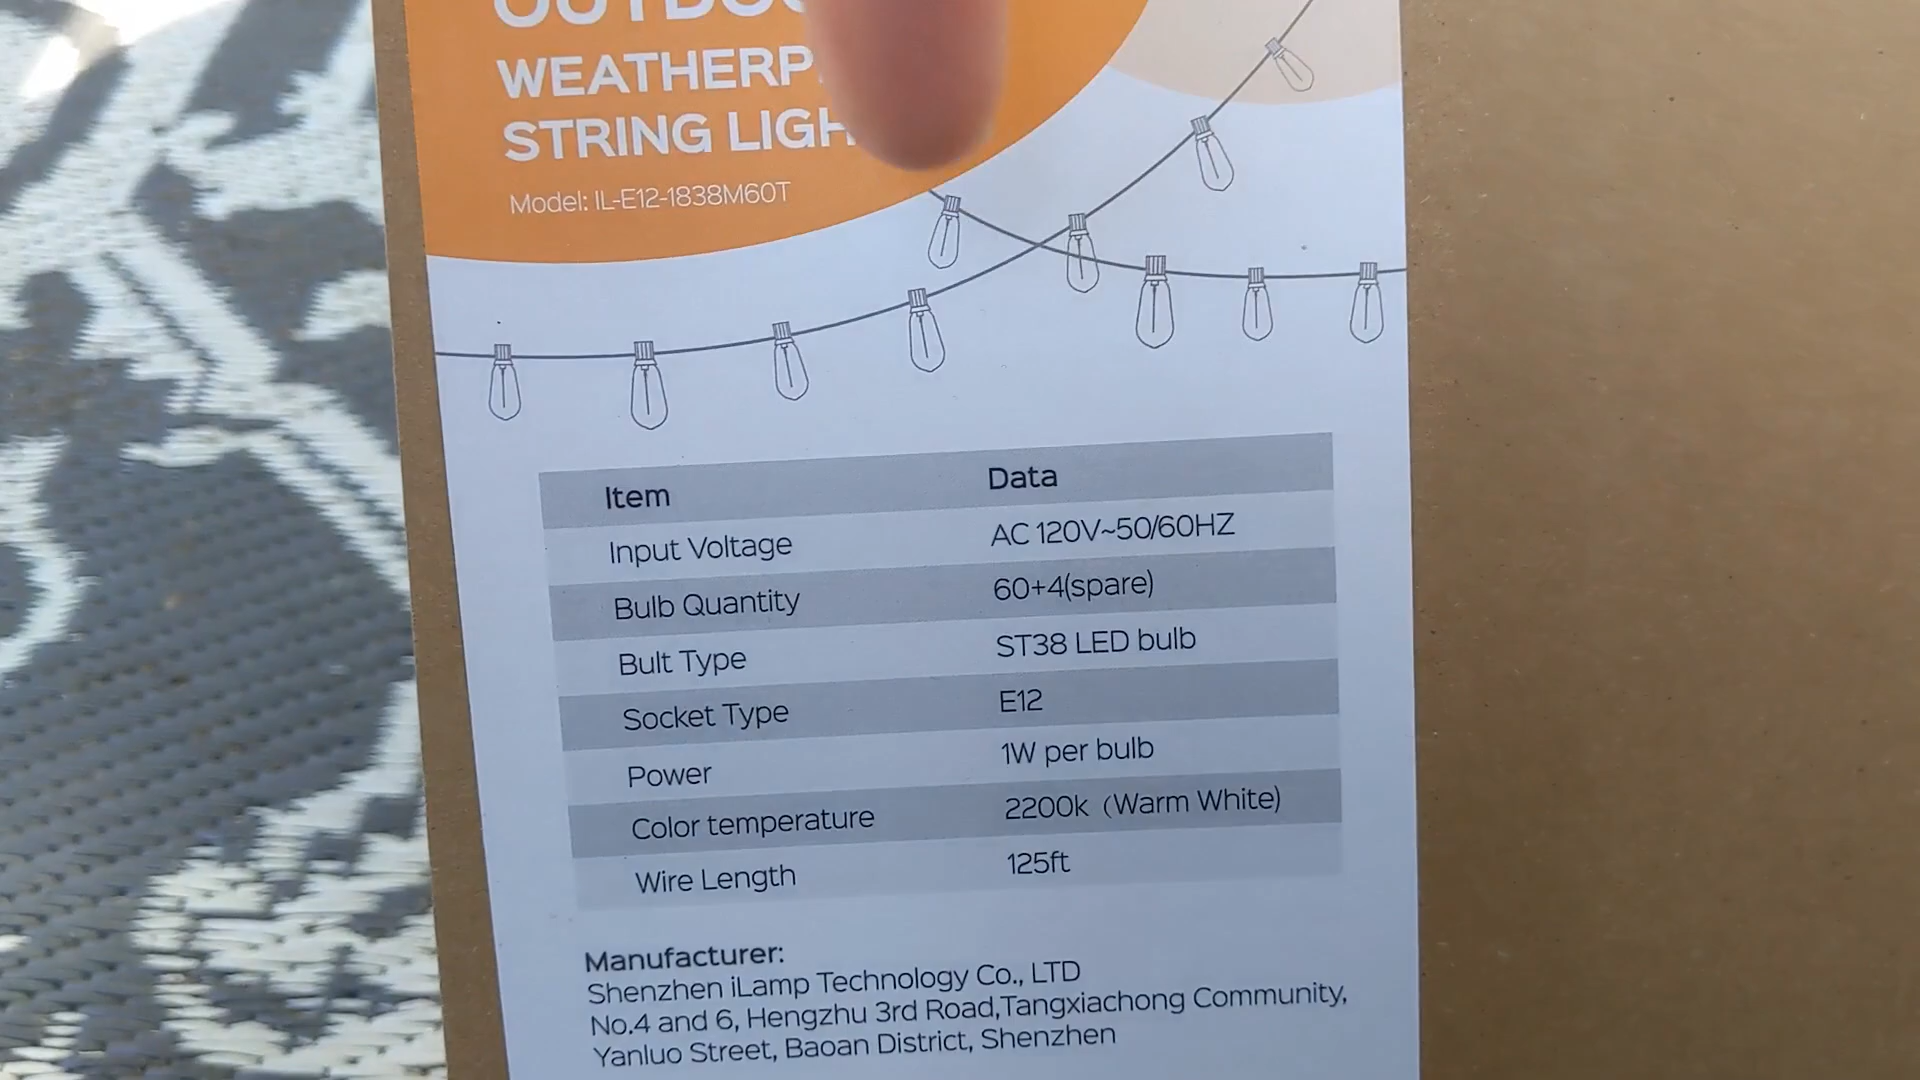 WEATHERP
STRING LIGH
Model: IL-E12-1838M60T
Item Data
Input Voltage AC 120V~50/60HZ
Bulb Quantity 60+4(spare)
Bult Type ST38 LED bulb
Socket Type E12
Power 1W per bulb
Color temperature 2200k (Warm White)
Wire Length 125ft
Manufacturer:
Shenzhen iLamp Technology Co., LTD
No.4 and 6, Hengzhu 3rd Road,Tangxiachong Community,
Yanluo Street, Baoan District, Shenzhen